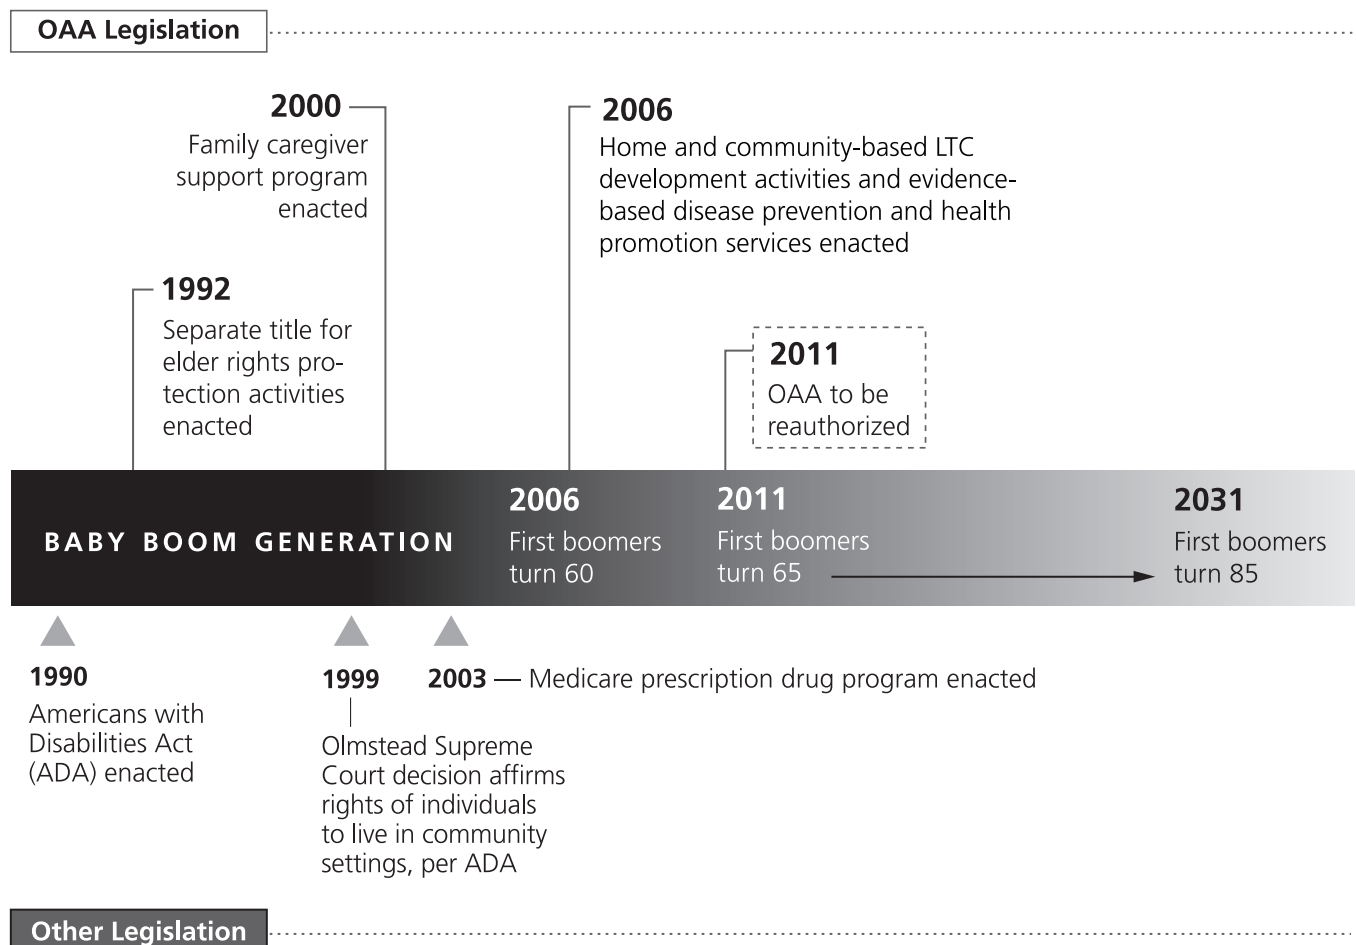 OAA Legislation
2000
Family caregiver
support program
enacted
2006
Home and community-based LTC
development activities and evidence-
based disease prevention and health
promotion services enacted
1992
Separate title for
elder rights pro-
tection activities
enacted
2011
OAA to be
reauthorized
BABY BOOM GENERATION
2006
First boomers
turn 60
2011
First boomers
turn 65
2031
First boomers
turn 85
1990
Americans with
Disabilities Act
(ADA) enacted
1999
Olmstead Supreme
Court decision affirms
rights of individuals
to live in community
settings, per ADA
2003 — Medicare prescription drug program enacted
Other Legislation